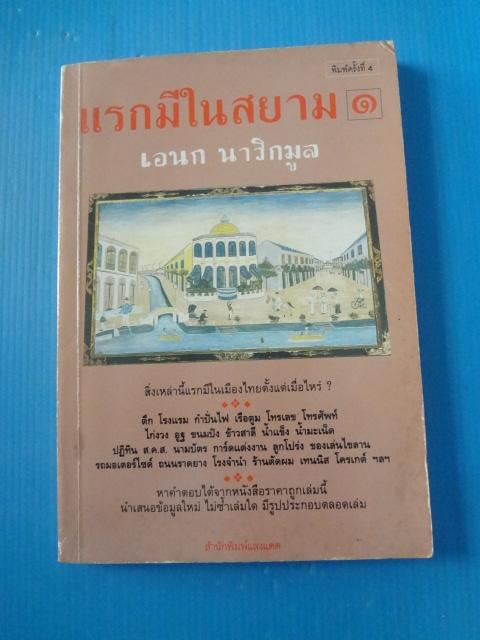 พิมพ์ครั้งที่ ๔
แรกมีในสยาม ๑
เอนก นาวิกมูล
สิ่งเหล่านี้แรกมีในเมืองไทยตั้งแต่เมื่อไหร่ ?
ตึก โรงแรม กำปั่นไฟ เรือตูม โทรเลข โทรศัพท์
ไก่งวง อูฐ ขนมปัง ข้าวสาลี น้ำแข็ง น้ำมะเน็ด
ปฏิทิน ส.ค.ส. นามบัตร การ์ดแต่งงาน ลูกโป่ง ของเล่นไขลาน
รถมอเตอร์ไซด์ ถนนราดยาง โรงจำนำ ร้านตัดผม เทนนิส โครเกต์ ฯลฯ
หาคำตอบได้จากหนังสือราคาถูกเล่มนี้
นำเสนอข้อมูลใหม่ ไม่ซ้ำเล่มใด มีรูปประกอบตลอดเล่ม
สำนักพิมพ์แสงแดด